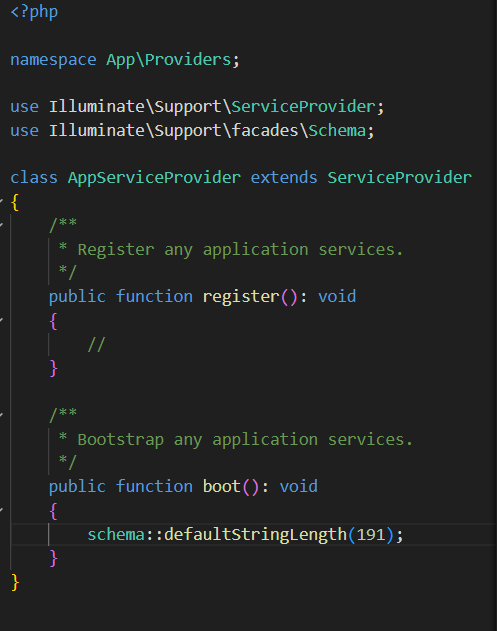 <?php
namespace App\Providers;
use Illuminate\Support\ServiceProvider;
use Illuminate\Support\facades\Schema;
class AppServiceProvider extends ServiceProvider
{
    /**
     * Register any application services.
     */
    public function register(): void
    {
        //
    }
    /**
     * Bootstrap any application services.
     */
    public function boot(): void
    {
        schema::defaultStringLength(191);
    }
}